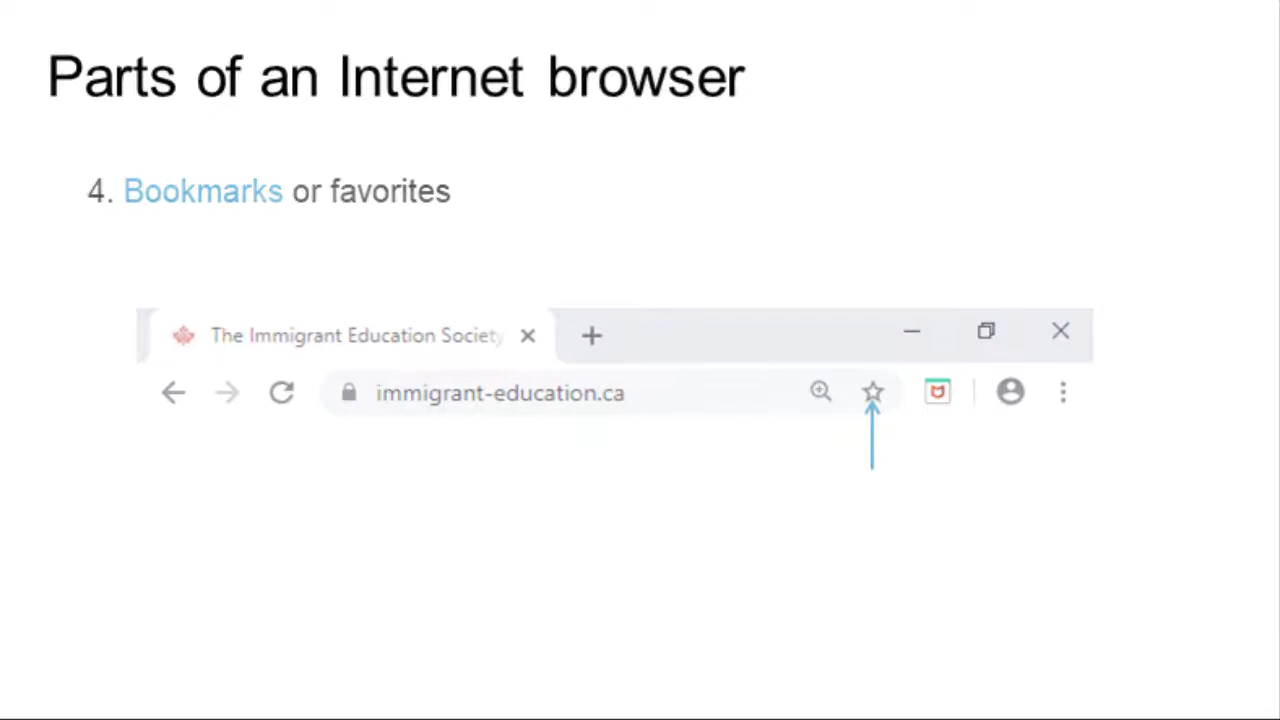 Parts of an Internet browser
4. Bookmarks or favorites
The Immigrant Education Society
immigrant-education.ca